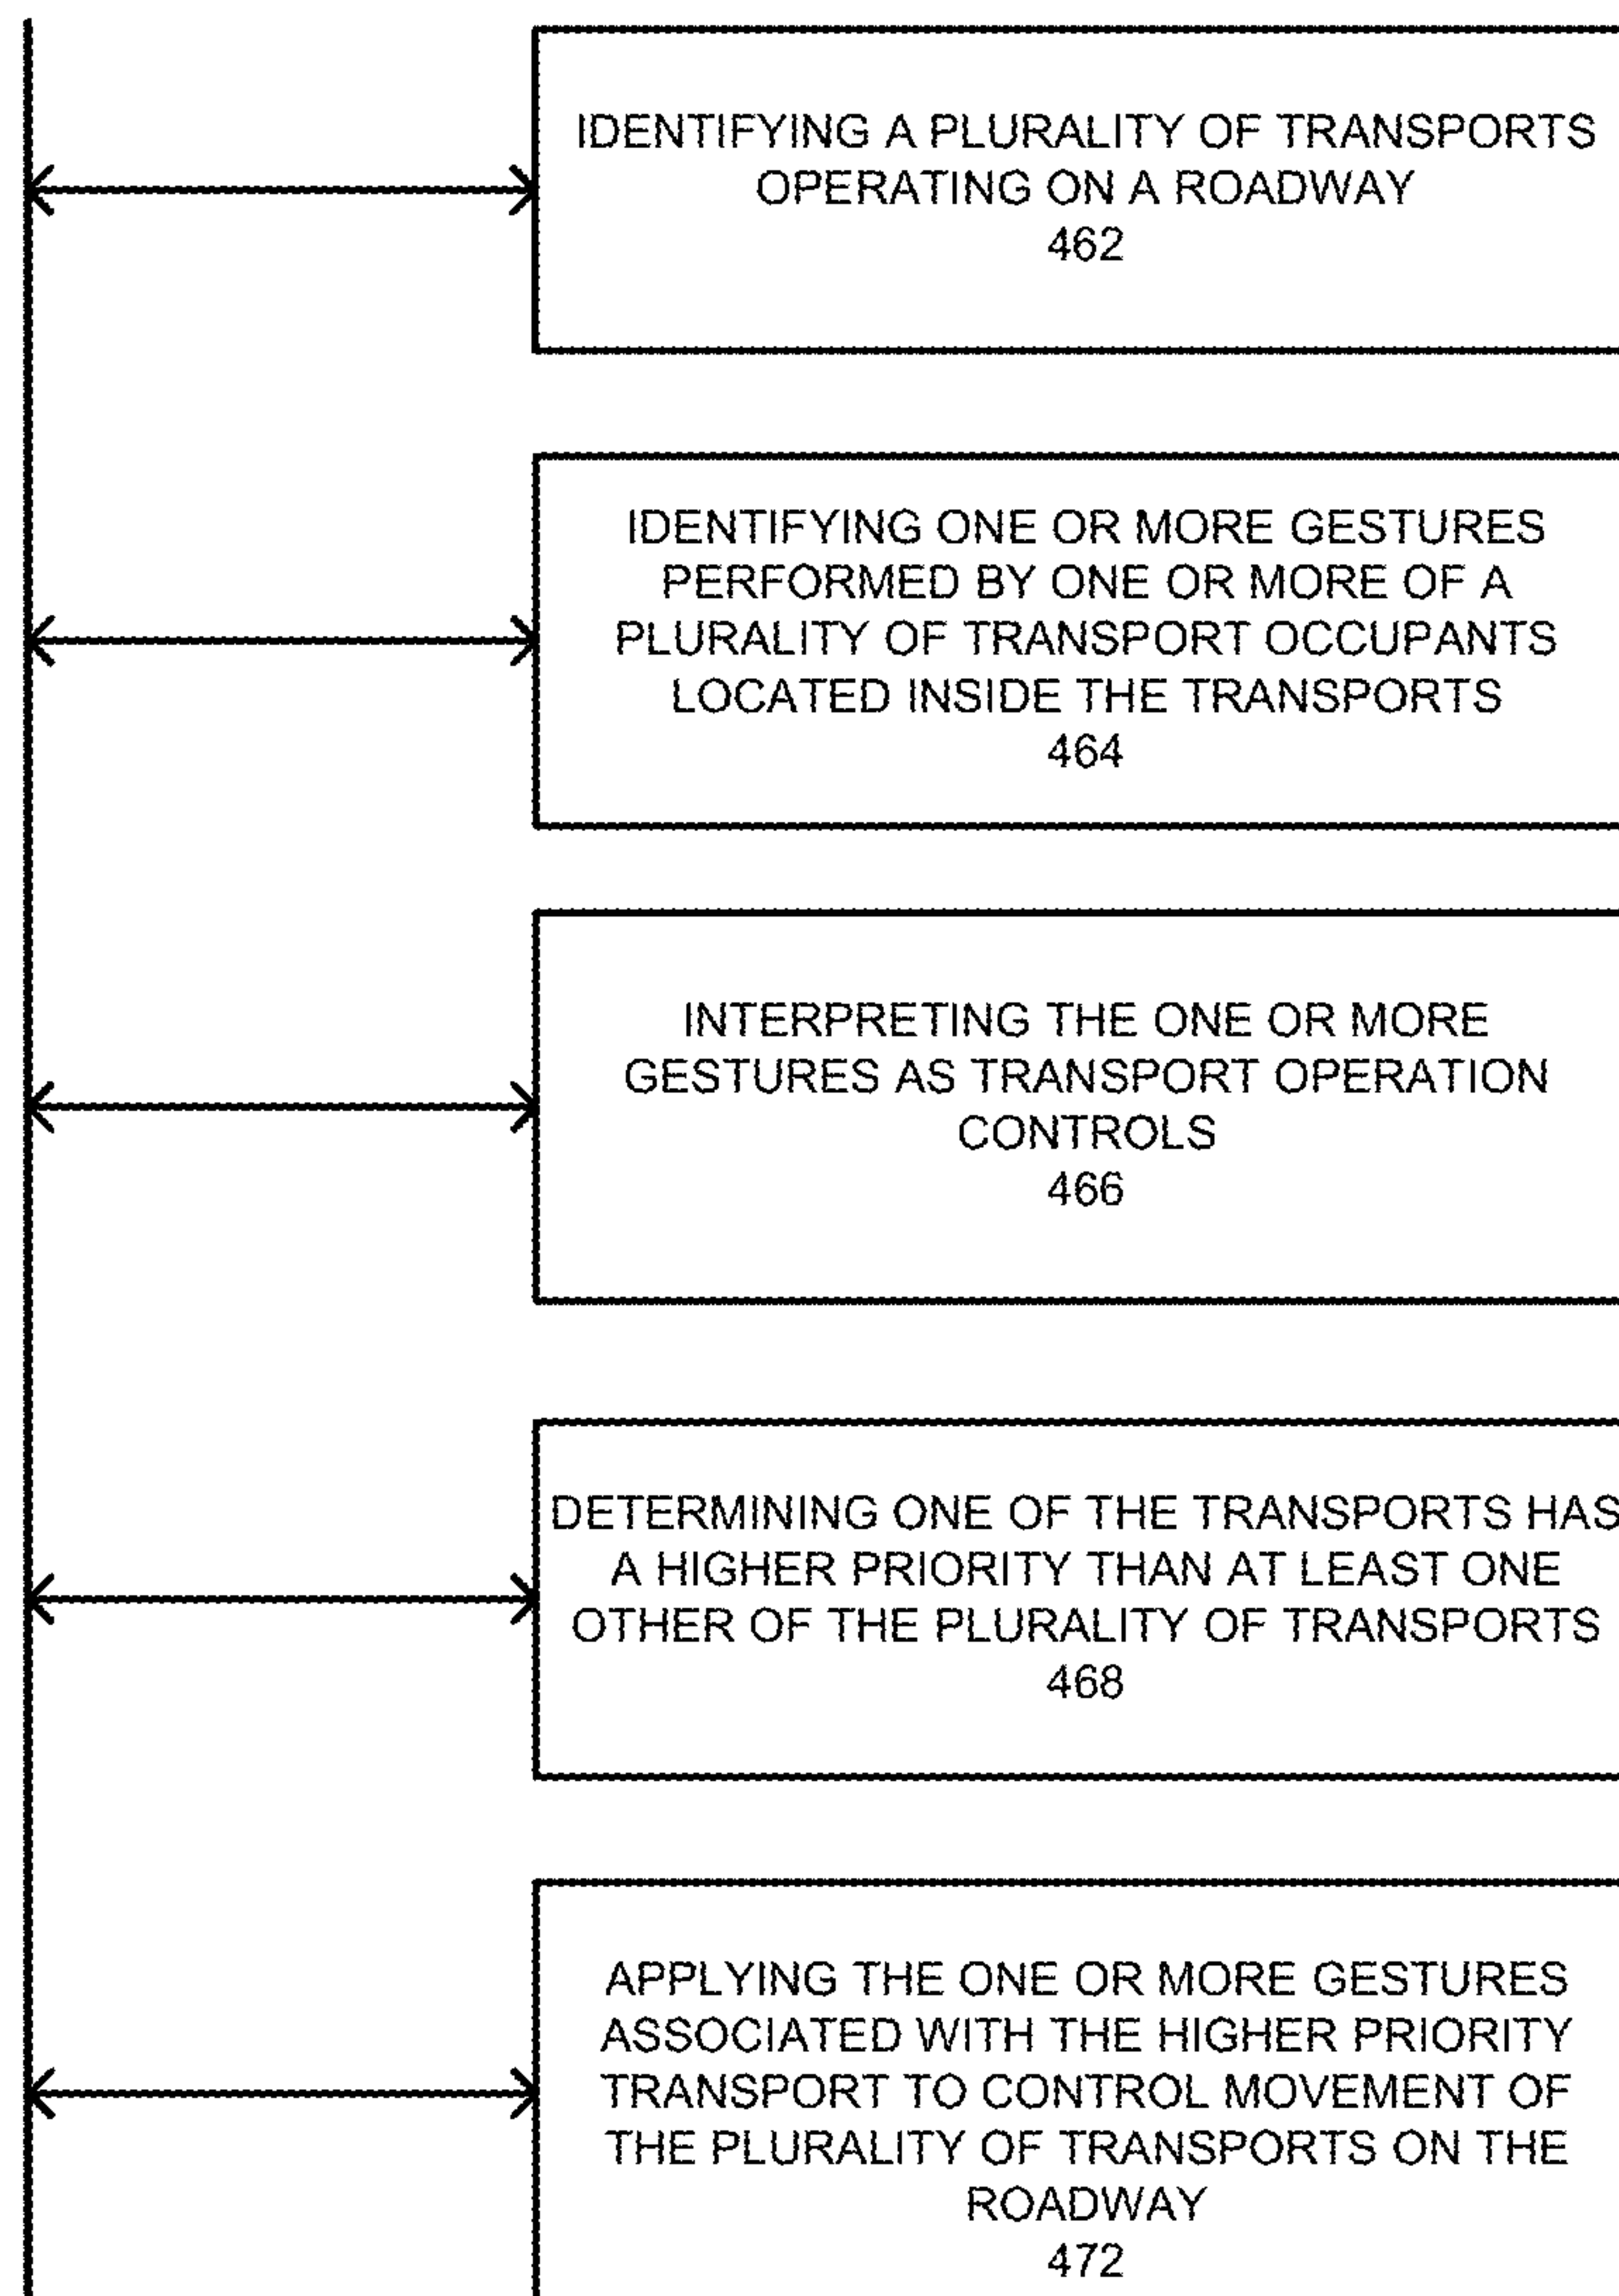 IDENTIFYING A PLURALITY OF TRANSPORTS
OPERATING ON A ROADWAY
462
IDENTIFYING ONE OR MORE GESTURES
PERFORMED BY ONE OR MORE OF A
PLURALITY OF TRANSPORT OCCUPANTS
LOCATED INSIDE THE TRANSPORTS
464
INTERPRETING THE ONE OR MORE
GESTURES AS TRANSPORT OPERATION
CONTROLS
466
DETERMINING ONE OF THE TRANSPORTS HAS
A HIGHER PRIORITY THAN AT LEAST ONE
OTHER OF THE PLURALITY OF TRANSPORTS
468
APPLYING THE ONE OR MORE GESTURES
ASSOCIATED WITH THE HIGHER PRIORITY
TRANSPORT TO CONTROL MOVEMENT OF
THE PLURALITY OF TRANSPORTS ON THE
ROADWAY
472